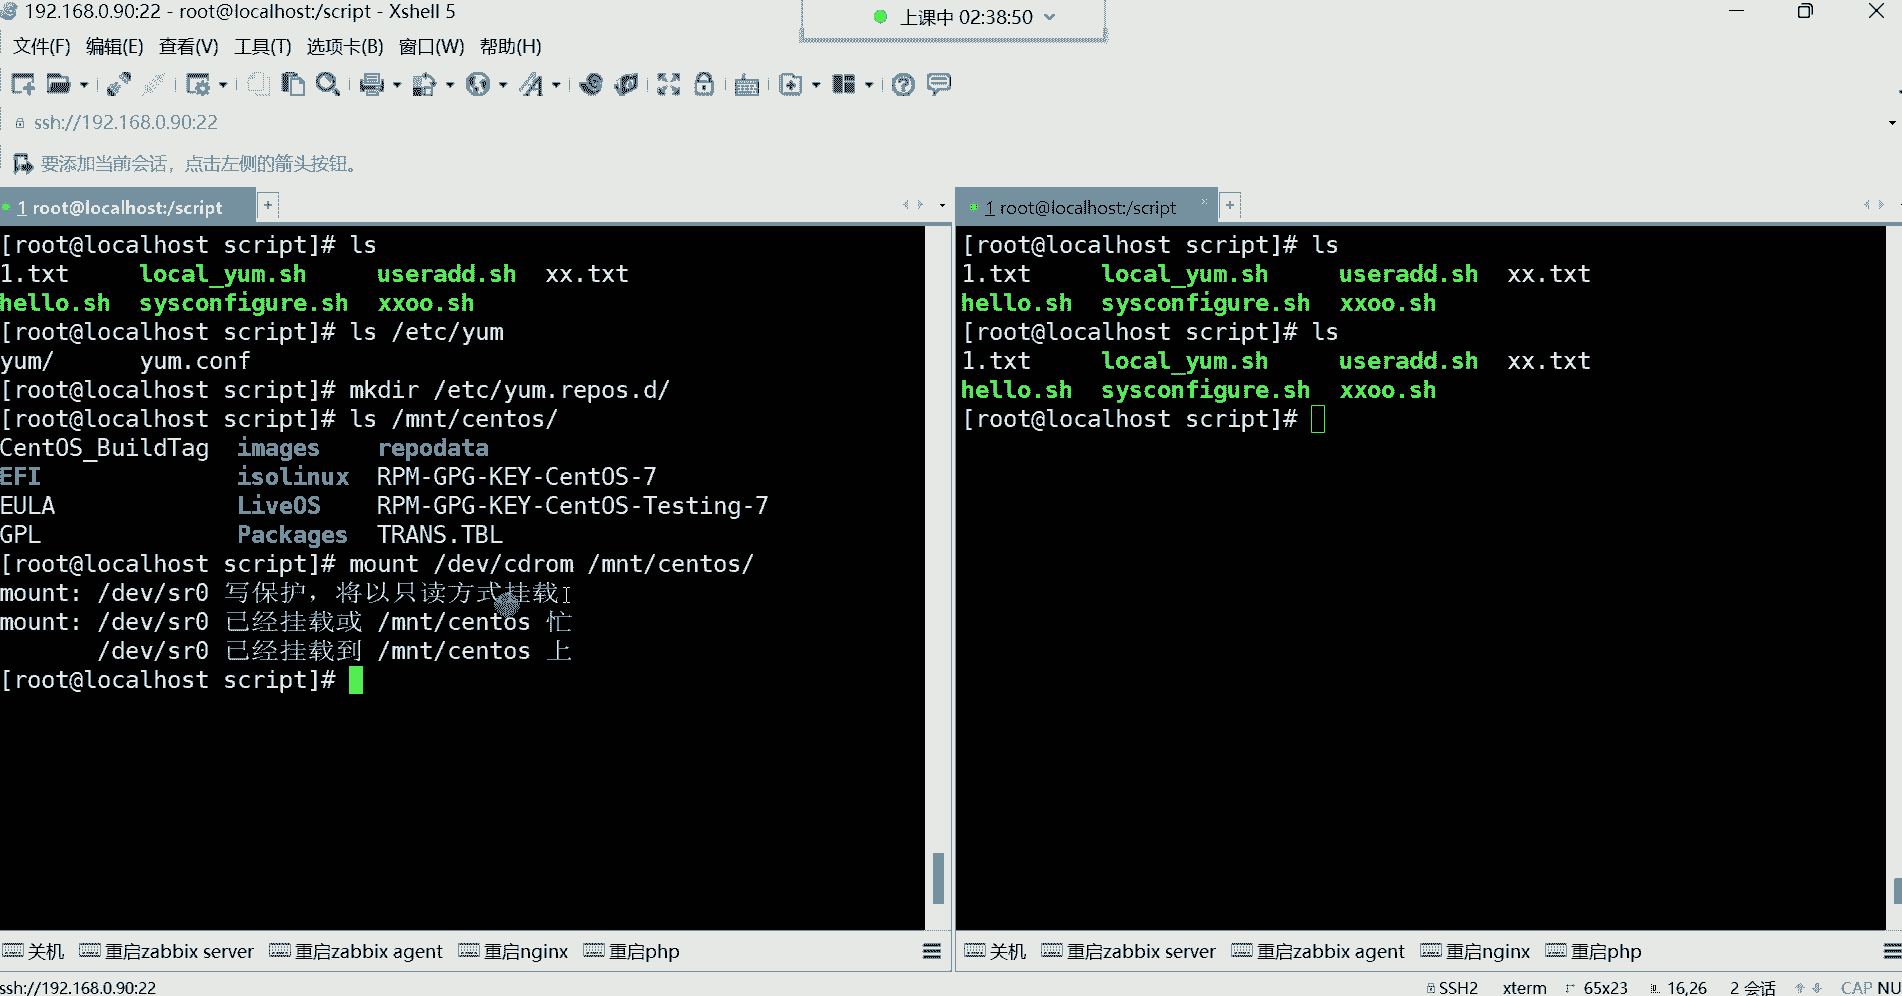 192.168.0.90:22 - root@localhost:/script - Xshell 5
上课中 02:38:50
文件(F) 编辑(E) 查看(V) 工具(T) 选项卡(B) 窗口(W) 帮助(H)
ssh://192.168.0.90:22
要添加当前会话，点击左侧的箭头按钮。
1 root@localhost:/script
[root@localhost script]# ls
1.txt local_yum.sh useradd.sh xx.txt
hello.sh sysconfigure.sh xxoo.sh
[root@localhost script]# ls /etc/yum
yum/ yum.conf
[root@localhost script]# mkdir /etc/yum.repos.d/
[root@localhost script]# ls /mnt/centos/
CentOS_BuildTag images repodata
EFI isolinux RPM-GPG-KEY-CentOS-7
EULA LiveOS RPM-GPG-KEY-CentOS-Testing-7
GPL Packages TRANS.TBL
[root@localhost script]# mount /dev/cdrom /mnt/centos/
mount: /dev/sr0 写保护，将以只读方式挂载
mount: /dev/sr0 已经挂载或 /mnt/centos 忙
/dev/sr0 已经挂载到 /mnt/centos 上
[root@localhost script]#
关机 重启zabbix server 重启zabbix agent 重启nginx 重启php
1 root@localhost:/script
[root@localhost script]# ls
1.txt local_yum.sh useradd.sh xx.txt
hello.sh sysconfigure.sh xxoo.sh
[root@localhost script]# ls
1.txt local_yum.sh useradd.sh xx.txt
hello.sh sysconfigure.sh xxoo.sh
[root@localhost script]#
关机 重启zabbix server 重启zabbix agent 重启nginx 重启php
ssh://192.168.0.90:22 SSH2 xterm 65x23 16,26 2 会话 CAP NU